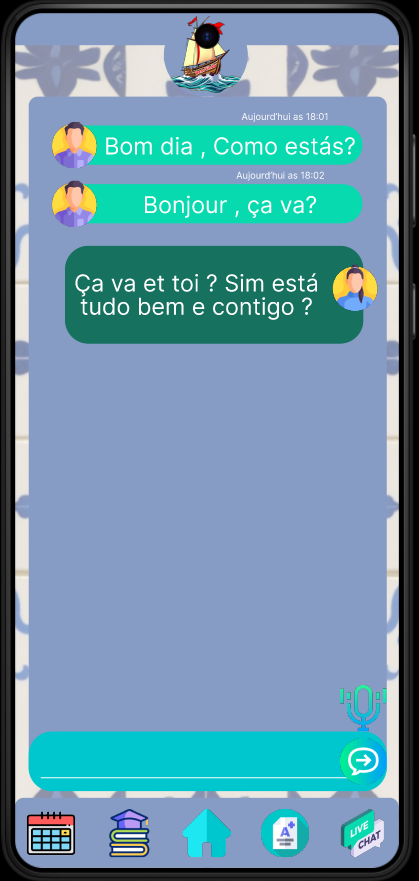 Aujourd'hui as 18:01
Bom dia , Como estás?
Aujourd'hui as 18:02
Bonjour , ça va?
Ça va et toi ? Sim está
tudo bem e contigo ?
A+
LIVE
CHAT